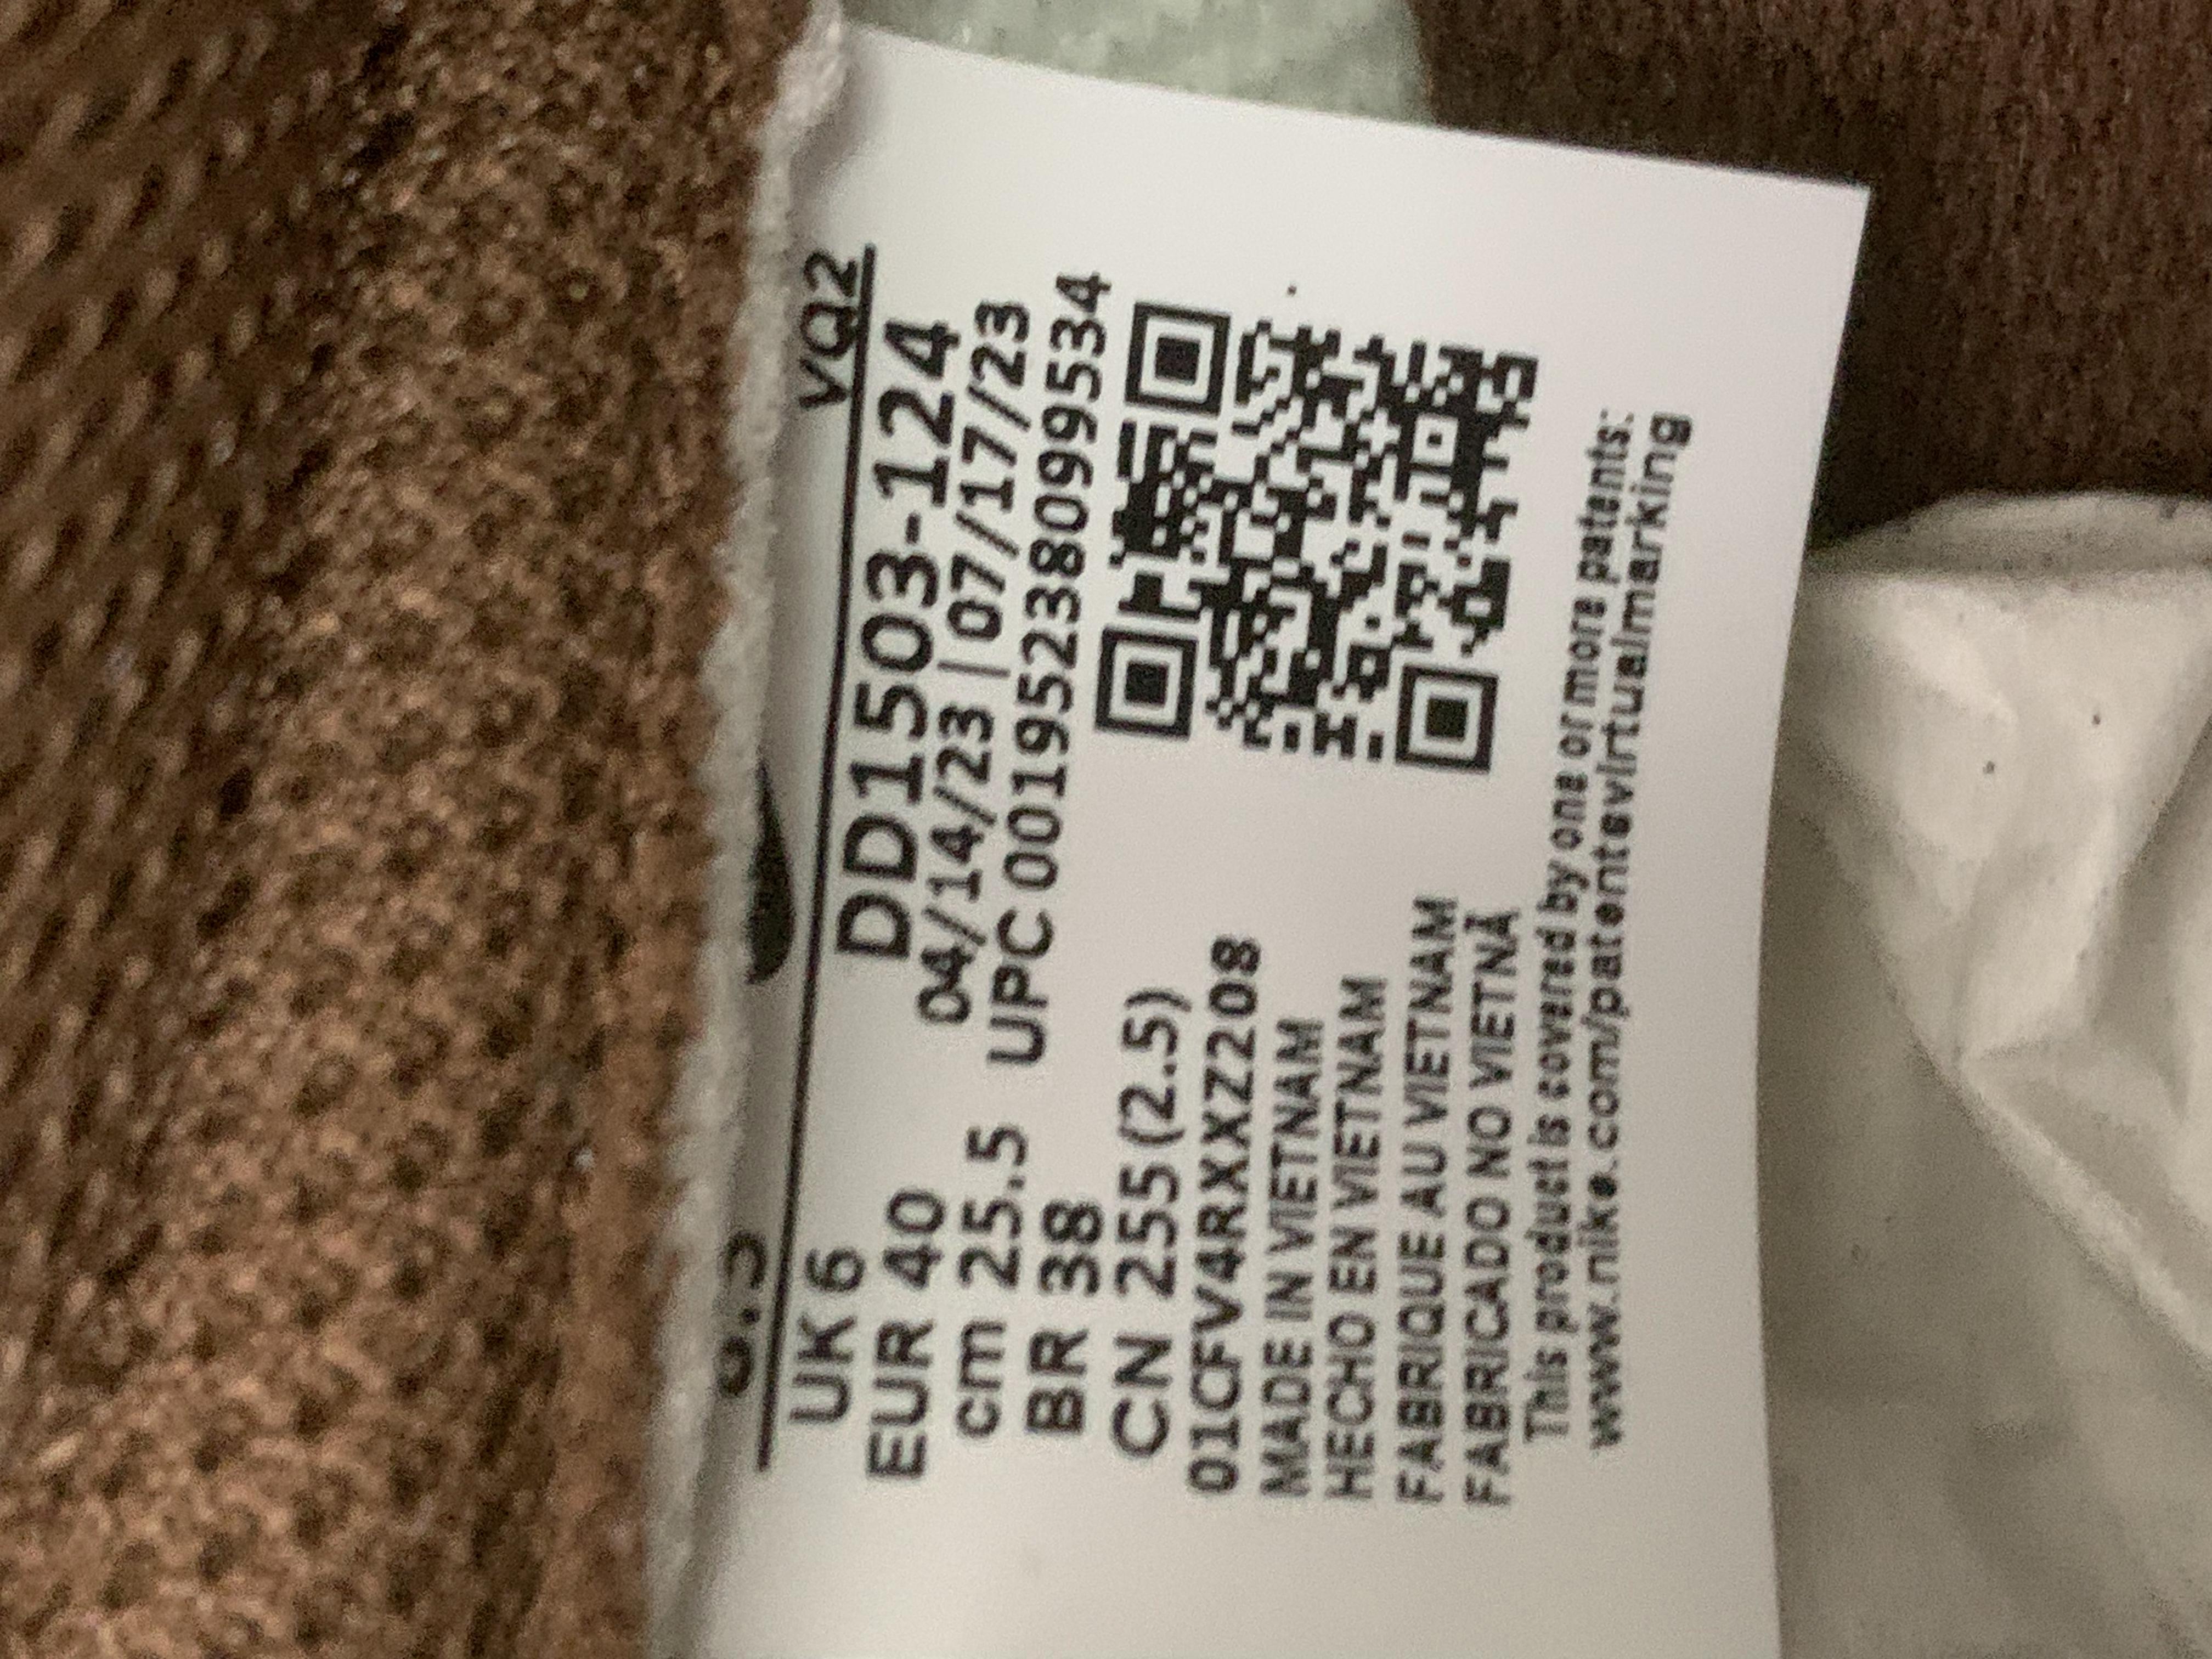 VQ2
UK 6
EUR 40
cm 25.5
BR 38
CN 255 (2.5)
DD1503-124
04/14/23 | 07/17/23
UPC 00195238099534
01CFV4RXXZ208
MADE IN VIETNAM
HECHO EN VIETNAM
FABRIQUE AU VIETNAM
FABRICADO NO VIETNÃ
This product is covered by one or more patents:
www.nike.com/patentsvirtualmarking